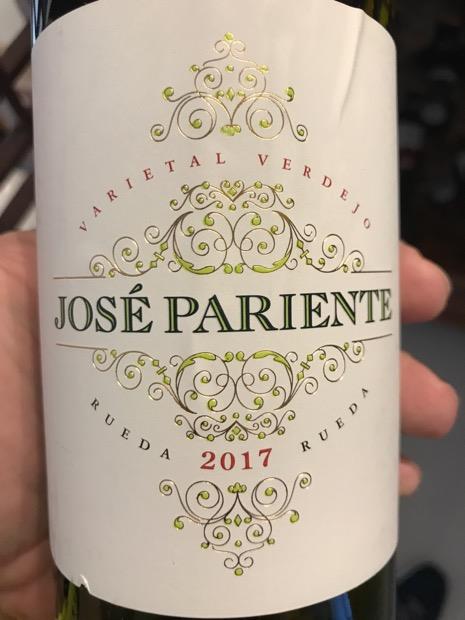 VARIETAL VERDEJO
JOSÉ PARIENTE
RUEDA 2017 RUEDA